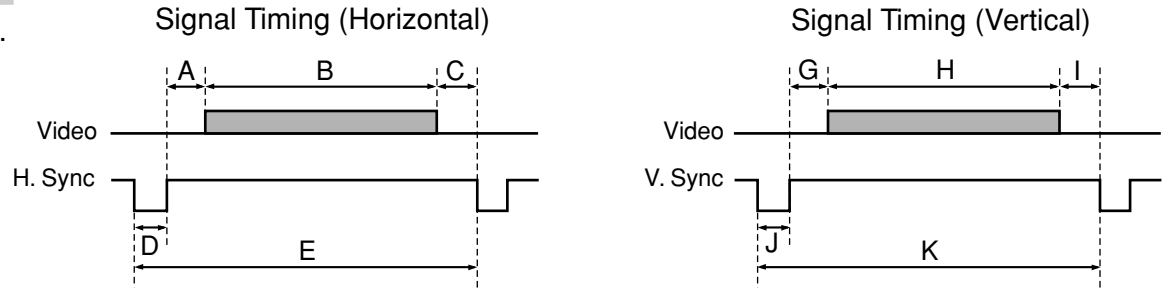 Signal Timing (Horizontal)
A B C
Video
H. Sync
D
E
Signal Timing (Vertical)
G H I
Video
V. Sync
J
K